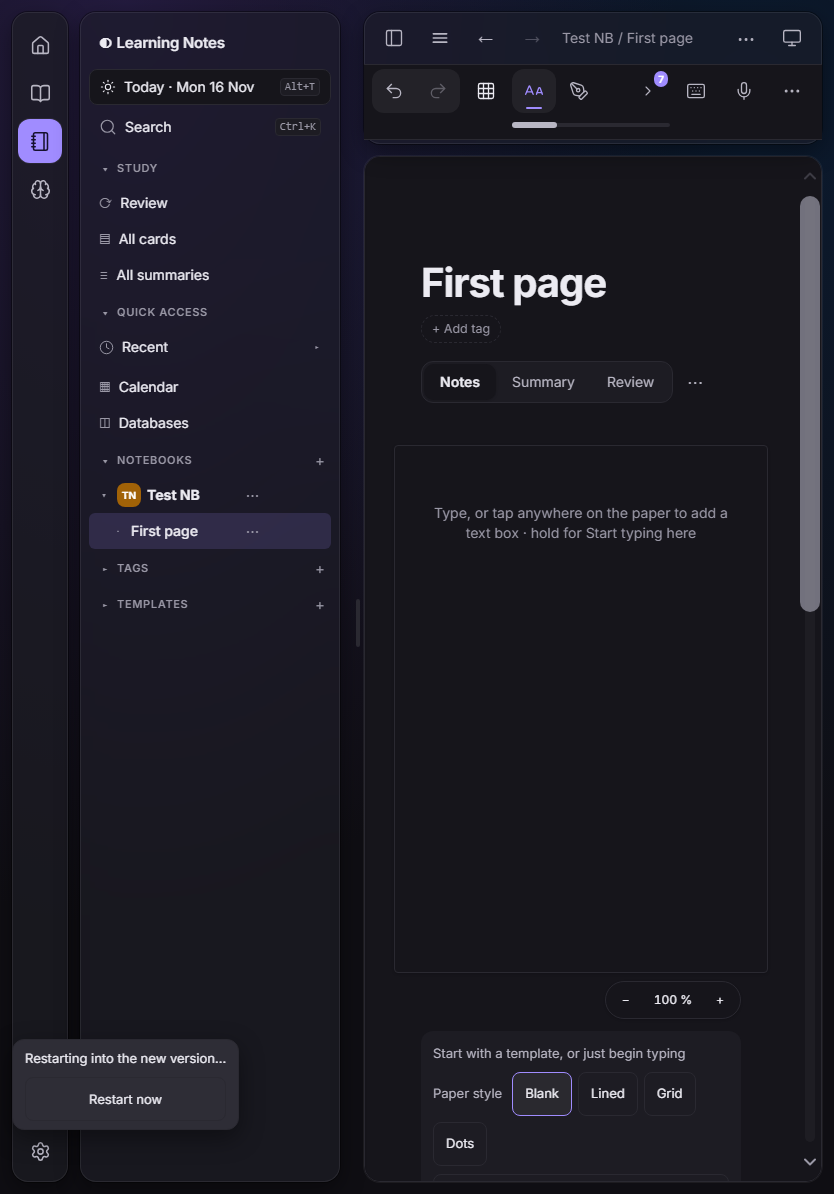 Learning Notes
Today · Mon 16 Nov Alt+T
Search Ctrl+K
STUDY
Review
All cards
All summaries
QUICK ACCESS
Recent
Calendar
Databases
NOTEBOOKS +
TN Test NB ...
First page ...
TAGS +
TEMPLATES +
Restarting into the new version...
Restart now
Test NB / First page
AA
7
First page
+ Add tag
Notes Summary Review ...
Type, or tap anywhere on the paper to add a
text box · hold for Start typing here
− 100 % +
Start with a template, or just begin typing
Paper style Blank Lined Grid
Dots